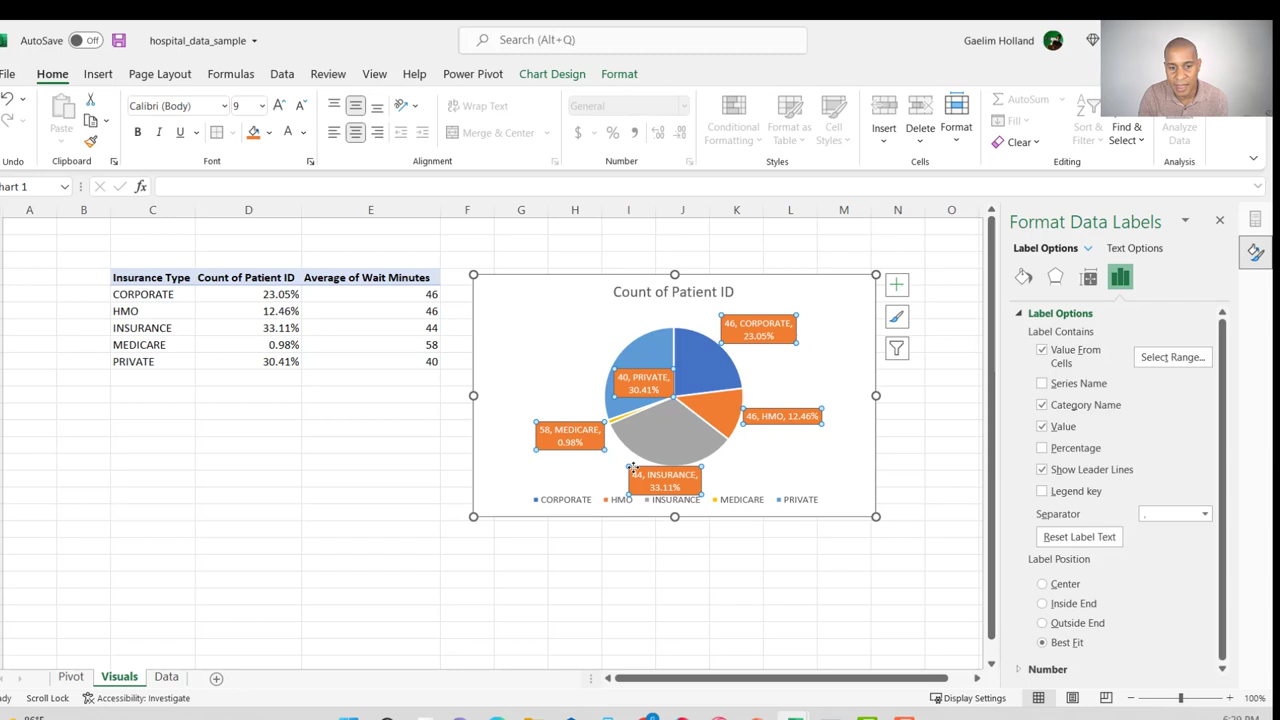 AutoSave Off hospital_data_sample Search (Alt+Q) Gaelim Holland
File Home Insert Page Layout Formulas Data Review View Help Power Pivot Chart Design Format
Calibri (Body) 9 Wrap Text General AutoSum
Paste B I U A Merge & Center $ % Conditional Formatting Format as Table Cell Styles Insert Delete Format Fill Clear Sort & Filter Find & Select Analyze Data
Undo Clipboard Font Alignment Number Styles Cells Editing Analysis
hart 1 fx
A B C D E F G H I J K L M N O
Insurance Type Count of Patient ID Average of Wait Minutes
CORPORATE 23.05% 46
HMO 12.46% 46
INSURANCE 33.11% 44
MEDICARE 0.98% 58
PRIVATE 30.41% 40
Count of Patient ID
46, CORPORATE,
23.05%
40, PRIVATE,
30.41%
46, HMO, 12.46%
58, MEDICARE,
0.98%
44, INSURANCE,
33.11%
CORPORATE HMO INSURANCE MEDICARE PRIVATE
Format Data Labels
Label Options Text Options
Label Options
Label Contains
Value From
Cells
Select Range...
Series Name
Category Name
Value
Percentage
Show Leader Lines
Legend key
Separator ,
Reset Label Text
Label Position
Center
Inside End
Outside End
Best Fit
Number
Pivot Visuals Data
ady Scroll Lock Accessibility: Investigate Display Settings 100%